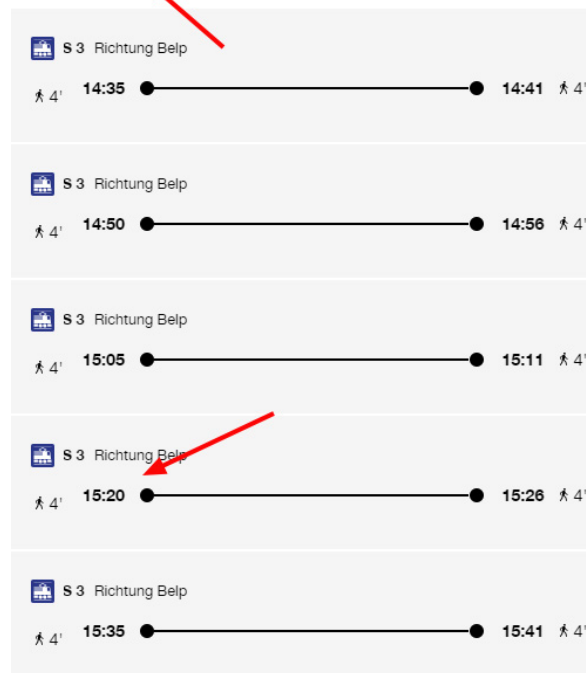 S 3 Richtung Belp
4' 14:35 14:41 4'
S 3 Richtung Belp
4' 14:50 14:56 4'
S 3 Richtung Belp
4' 15:05 15:11 4'
S 3 Richtung Belp
4' 15:20 15:26 4'
S 3 Richtung Belp
4' 15:35 15:41 4'